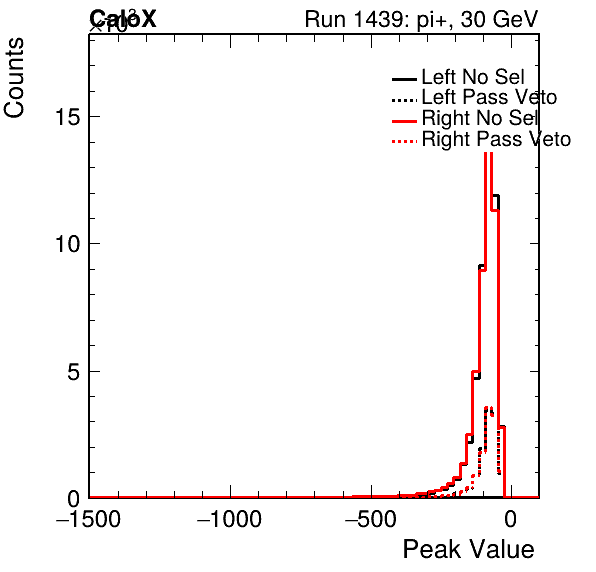 CaloX
×10³
Run 1439: pi+, 30 GeV
Counts
Left No Sel
Left Pass Veto
Right No Sel
Right Pass Veto
15
10
5
0
−1500
−1000
−500
0
Peak Value